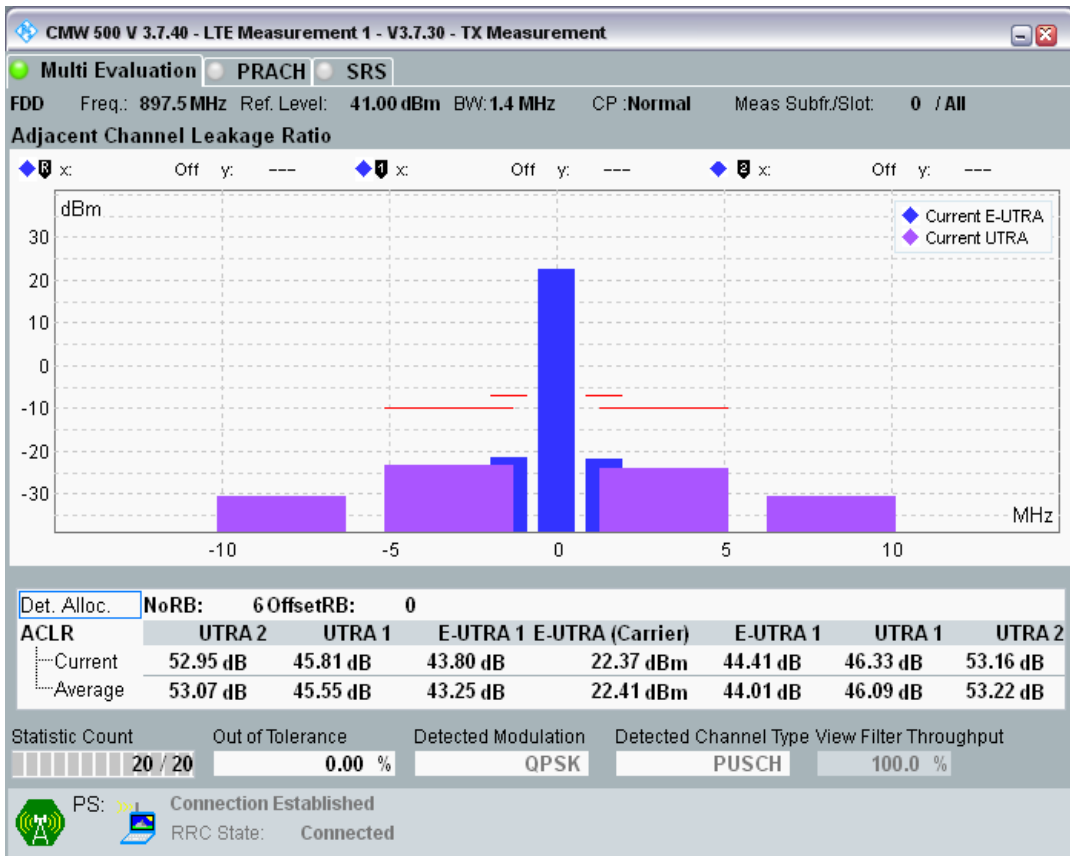 CMW 500 V 3.7.40 - LTE Measurement 1 - V3.7.30 - TX Measurement
Multi Evaluation PRACH SRS
FDD Freq.: 897.5 MHz Ref. Level: 41.00 dBm BW: 1.4 MHz CP :Normal Meas Subfr./Slot: 0 / All
Adjacent Channel Leakage Ratio
R x: Off y: --- 1 x: Off y: --- 2 x: Off y: ---
dBm
Current E-UTRA
Current UTRA
30
20
10
0
-10
-20
-30
MHz
-10 -5 0 5 10
Det. Alloc. NoRB: 6 OffsetRB: 0
ACLR UTRA 2 UTRA 1 E-UTRA 1 E-UTRA (Carrier) E-UTRA 1 UTRA 1 UTRA 2
Current 52.95 dB 45.81 dB 43.80 dB 22.37 dBm 44.41 dB 46.33 dB 53.16 dB
Average 53.07 dB 45.55 dB 43.25 dB 22.41 dBm 44.01 dB 46.09 dB 53.22 dB
Statistic Count Out of Tolerance Detected Modulation Detected Channel Type View Filter Throughput
20 / 20 0.00 % QPSK PUSCH 100.0 %
PS: Connection Established
RRC State: Connected